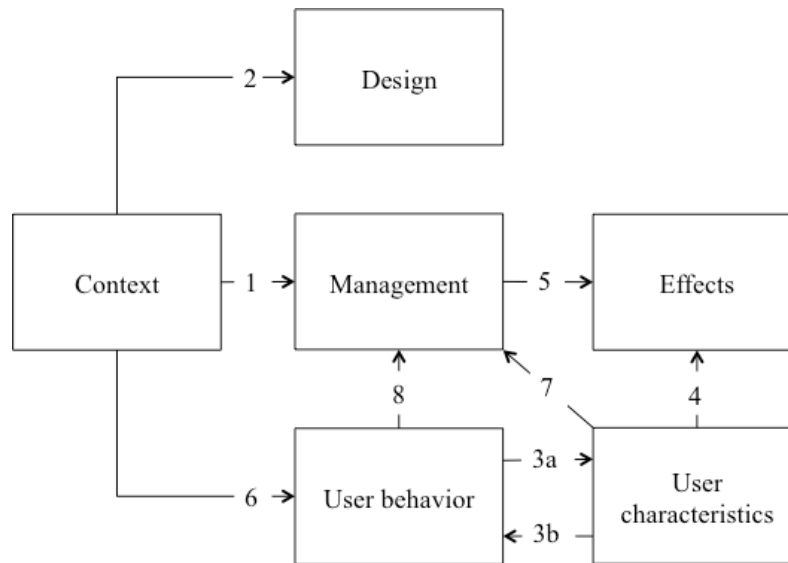 2
Design
Context
1
Management
5
Effects
8
7
4
6
User behavior
3a
3b
User
characteristics